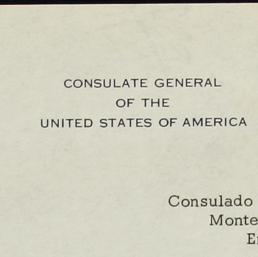 CONSULATE GENERAL
OF THE
UNITED STATES OF AMERICA
Consulado
Monte